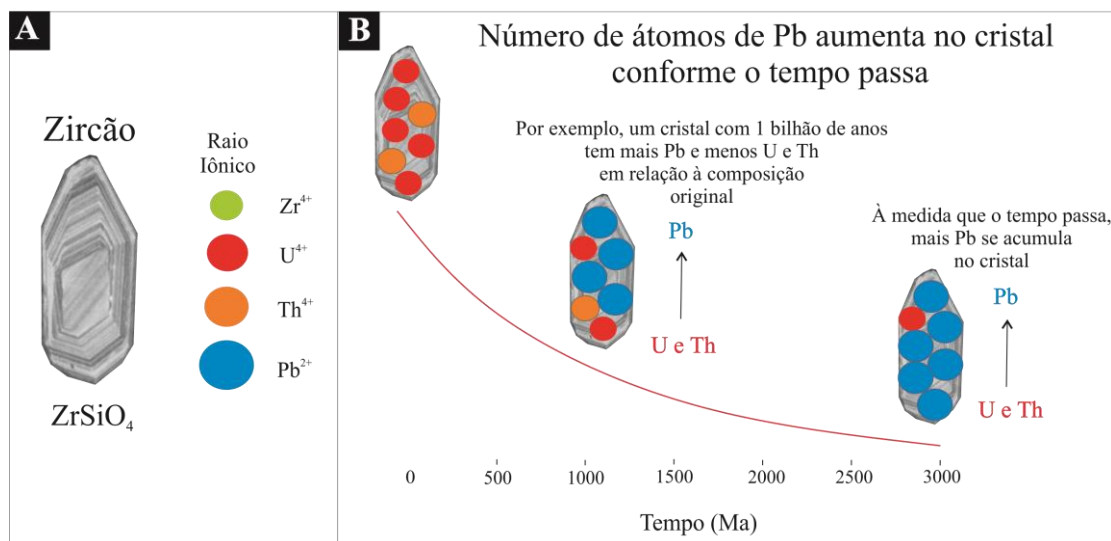 A
Zircão
ZrSiO₄
Raio
Iônico
Zr⁴⁺
U⁴⁺
Th⁴⁺
Pb²⁺
B
Número de átomos de Pb aumenta no cristal
conforme o tempo passa
Por exemplo, um cristal com 1 bilhão de anos
tem mais Pb e menos U e Th
em relação à composição
original
Pb
U e Th
À medida que o tempo passa,
mais Pb se acumula
no cristal
Pb
U e Th
0 500 1000 1500 2000 2500 3000
Tempo (Ma)